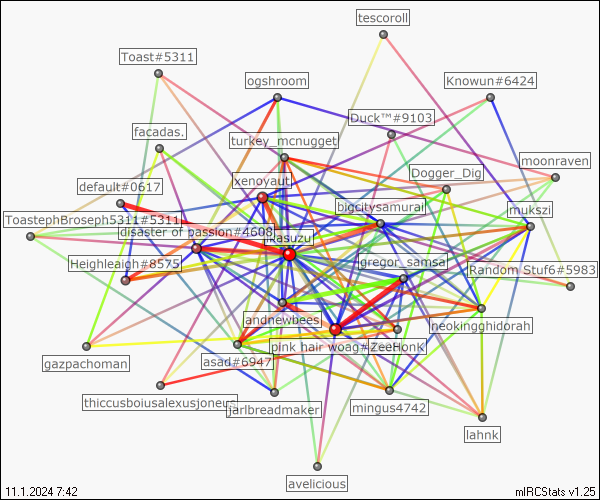 tescoroll
Toast#5311
ogshroom
Knowun#6424
Duck™#9103
facadas.
turkey_mcnugget
moonraven
Dogger_Dig
xenovaut
default#0617
bigcitysamurai
mukszi
ToastephBroseph5311#5311
disaster of passion#4608
gregor_samsa
Heighleaigh#8575
Random Stuf6#5983
andnewbees
neokingghidorah
pink hair woag#
ZeeHonk
asad#6947
gazpachoman
thiccusboiusalexusjoneus
jarlbreadmaker
mingus4742
lahnk
avelicious
11.1.2024 7:42
mIRCStats v1.25